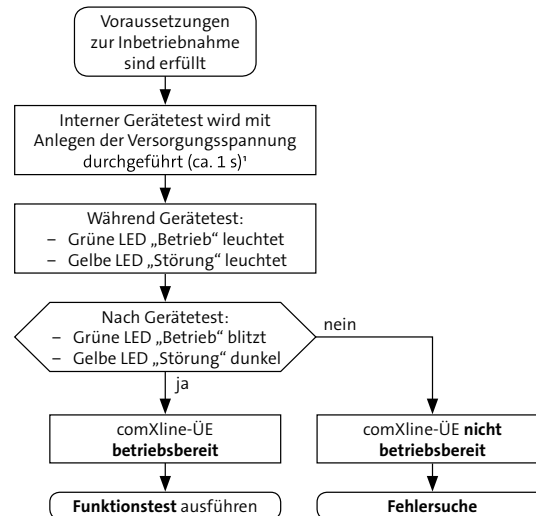 Voraussetzungen
zur Inbetriebnahme
sind erfüllt
Interner Gerätetest wird mit
Anlegen der Versorgungsspannung
durchgeführt (ca. 1 s)¹
Während Gerätetest:
– Grüne LED „Betrieb“ leuchtet
– Gelbe LED „Störung“ leuchtet
Nach Gerätetest:
– Grüne LED „Betrieb“ blitzt
– Gelbe LED „Störung“ dunkel
nein
ja
comXline-ÜE
betriebsbereit
comXline-ÜE nicht
betriebsbereit
Funktionstest ausführen
Fehlersuche